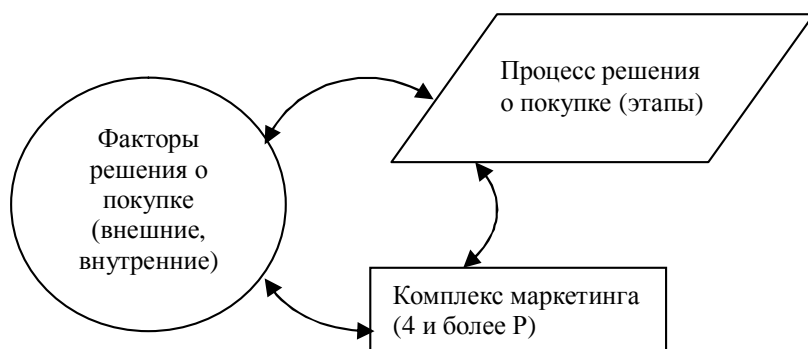 Процесс решения
о покупке (этапы)
Факторы
решения о
покупке
(внешние,
внутренние)
Комплекс маркетинга
(4 и более Р)